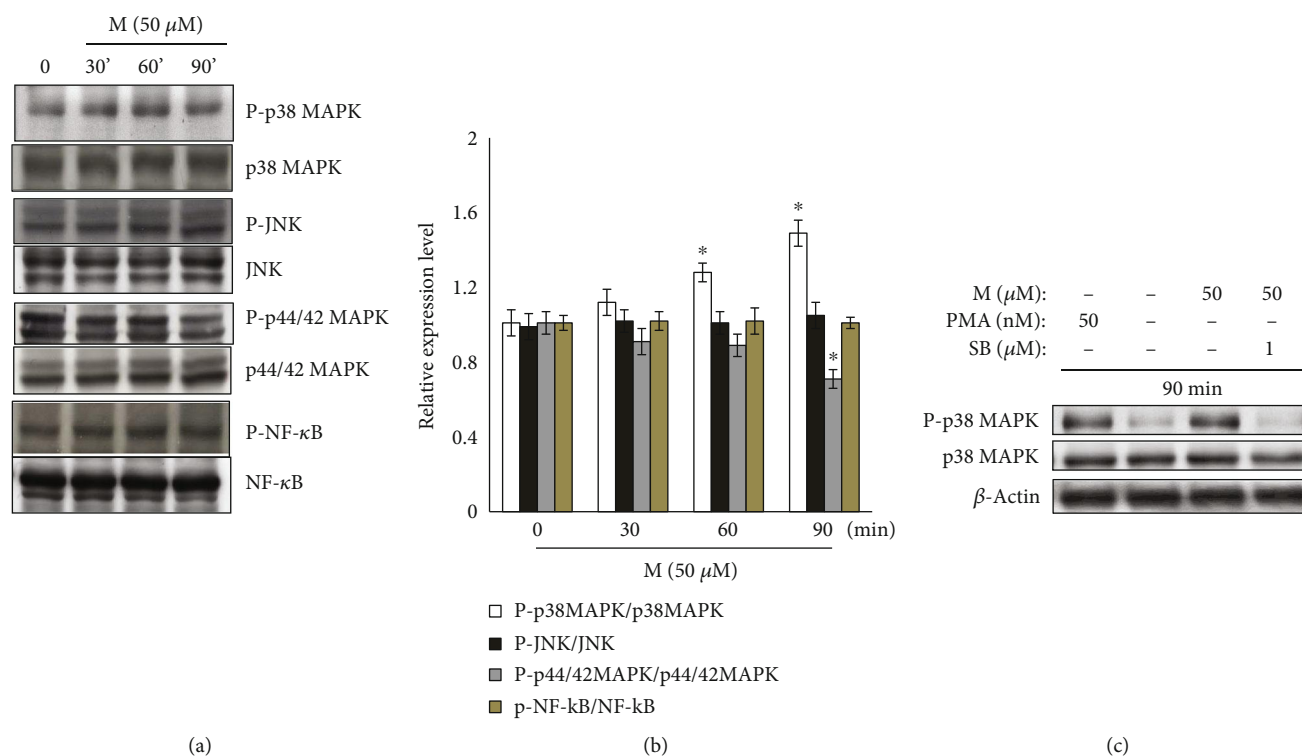 M (50 μM)
0 30’ 60’ 90’
P-p38 MAPK
p38 MAPK
P-JNK
JNK
P-p44/42 MAPK
p44/42 MAPK
P-NF-κB
NF-κB
(a)
Relative expression level
2
1.6
1.2
0.8
0.4
0
* * *
0 30 60 90 (min)
M (50 μM)
P-p38MAPK/p38MAPK
P-JNK/JNK
P-p44/42MAPK/p44/42MAPK
p-NF-kB/NF-kB
(b)
M (μM): – – 50 50
PMA (nM): 50 – – –
SB (μM): – – – 1
90 min
P-p38 MAPK
p38 MAPK
β-Actin
(c)